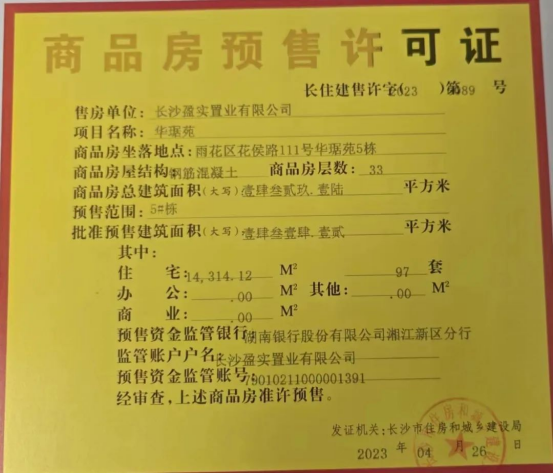 商品房预售许可证
长住建售许字(2023 )第0089 号
售房单位:长沙盈实置业有限公司
项目名称:华琚苑
商品房坐落地点:雨花区花侯路111号华琚苑5栋
商品房屋结构:钢筋混凝土 商品房层数:33
商品房总建筑面积(大写)壹肆叁贰玖.壹陆 平方米
预售范围:5#栋
批准预售建筑面积(大写)壹肆叁壹肆.壹贰 平方米
其中:
住 宅:14,314.12 M² 97 套
办 公: .00 M² 其他: .00 M²
商 业: .00 M²
预售资金监管银行:湖南银行股份有限公司湘江新区分行
监管账户户名:长沙盈实置业有限公司
预售资金监管账号:79010211000001391
经审查,上述商品房准许预售。
发证机关:长沙市住房和城乡建设局
2023 年 04 月 26 日